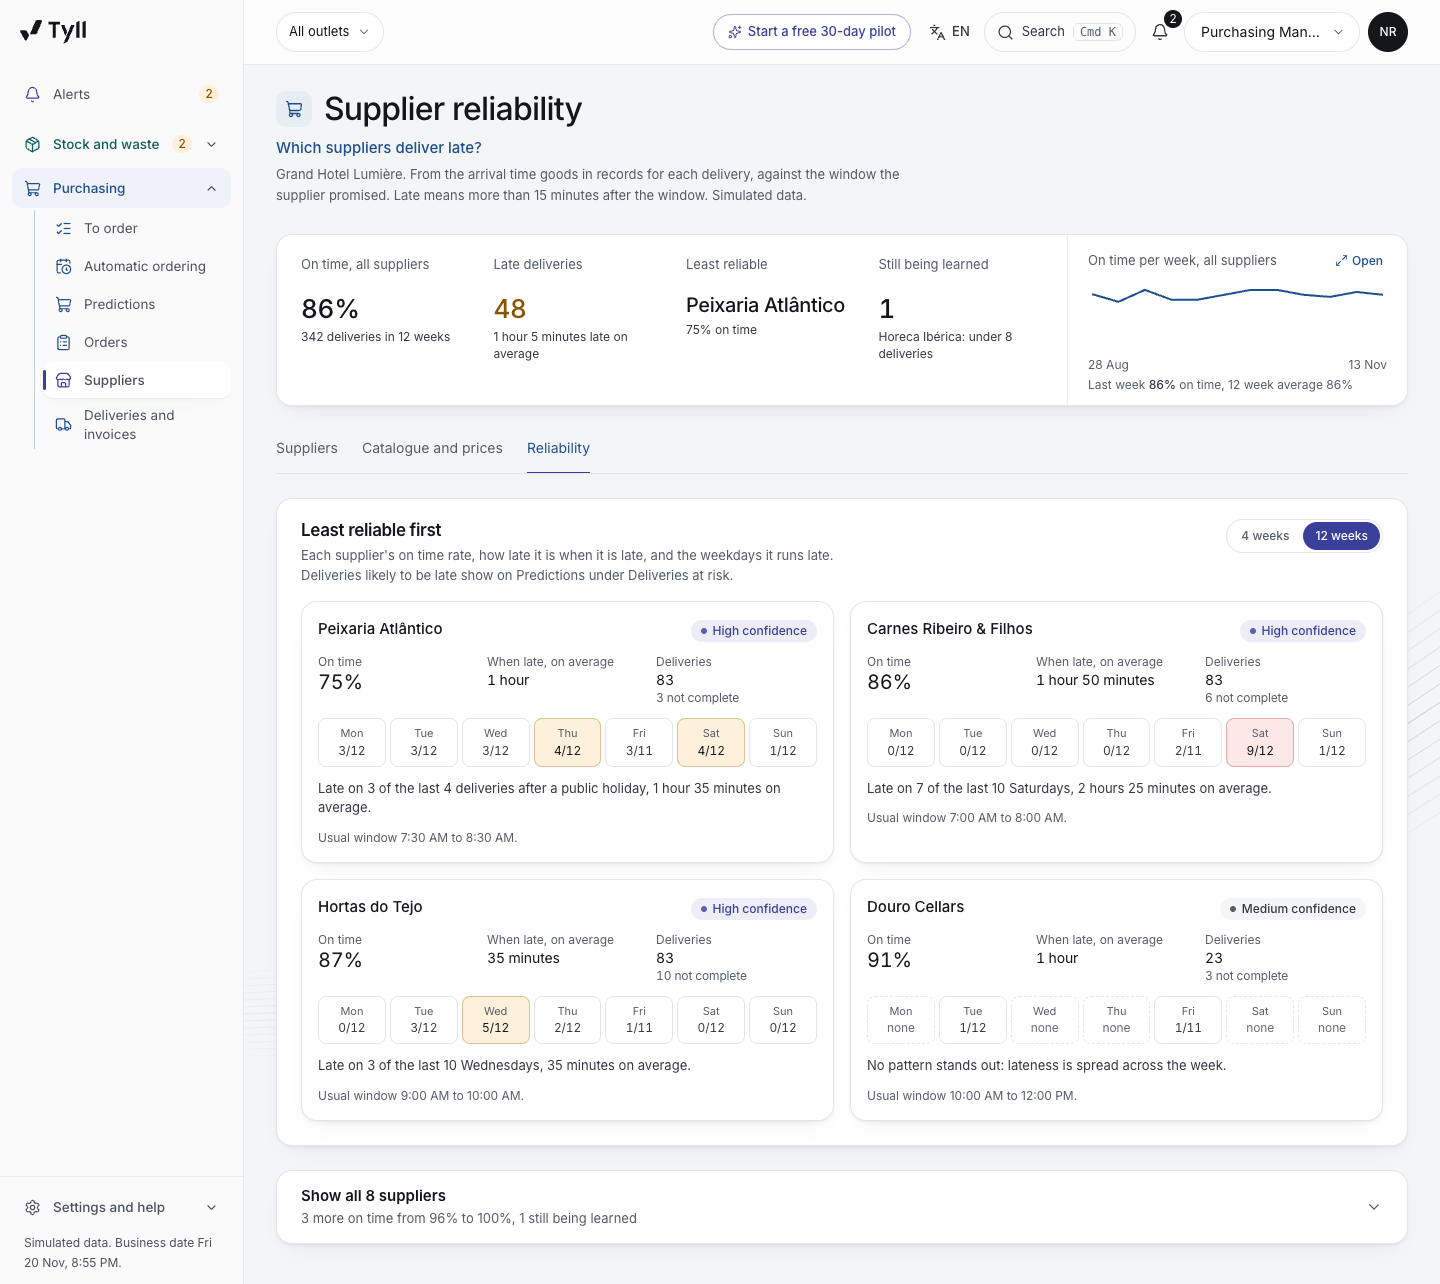 Tyll
All outlets
Start a free 30-day pilot
EN
Search
Cmd K
2
Purchasing Man...
NR
Alerts
2
Stock and waste
2
Purchasing
To order
Automatic ordering
Predictions
Orders
Suppliers
Deliveries and
invoices
Settings and help
Simulated data. Business date Fri
20 Nov, 8:55 PM.
Supplier reliability
Which suppliers deliver late?
Grand Hotel Lumière. From the arrival time goods in records for each delivery, against the window the
supplier promised. Late means more than 15 minutes after the window. Simulated data.
On time, all suppliers
86%
342 deliveries in 12 weeks
Late deliveries
48
1 hour 5 minutes late on
average
Least reliable
Peixaria Atlântico
75% on time
Still being learned
1
Horeca Ibérica: under 8
deliveries
On time per week, all suppliers
Open
28 Aug
13 Nov
Last week 86% on time, 12 week average 86%
Suppliers
Catalogue and prices
Reliability
Least reliable first
Each supplier's on time rate, how late it is when it is late, and the weekdays it runs late.
Deliveries likely to be late show on Predictions under Deliveries at risk.
4 weeks
12 weeks
Peixaria Atlântico
High confidence
On time
75%
When late, on average
1 hour
Deliveries
83
3 not complete
Mon
3/12
Tue
3/12
Wed
3/12
Thu
4/12
Fri
3/11
Sat
4/12
Sun
1/12
Late on 3 of the last 4 deliveries after a public holiday, 1 hour 35 minutes on
average.
Usual window 7:30 AM to 8:30 AM.
Carnes Ribeiro & Filhos
High confidence
On time
86%
When late, on average
1 hour 50 minutes
Deliveries
83
6 not complete
Mon
0/12
Tue
0/12
Wed
0/12
Thu
0/12
Fri
2/11
Sat
9/12
Sun
1/12
Late on 7 of the last 10 Saturdays, 2 hours 25 minutes on average.
Usual window 7:00 AM to 8:00 AM.
Hortas do Tejo
High confidence
On time
87%
When late, on average
35 minutes
Deliveries
83
10 not complete
Mon
0/12
Tue
3/12
Wed
5/12
Thu
2/12
Fri
1/11
Sat
0/12
Sun
0/12
Late on 3 of the last 10 Wednesdays, 35 minutes on average.
Usual window 9:00 AM to 10:00 AM.
Douro Cellars
Medium confidence
On time
91%
When late, on average
1 hour
Deliveries
23
3 not complete
Mon
none
Tue
1/12
Wed
none
Thu
none
Fri
1/11
Sat
none
Sun
none
No pattern stands out: lateness is spread across the week.
Usual window 10:00 AM to 12:00 PM.
Show all 8 suppliers
3 more on time from 96% to 100%, 1 still being learned